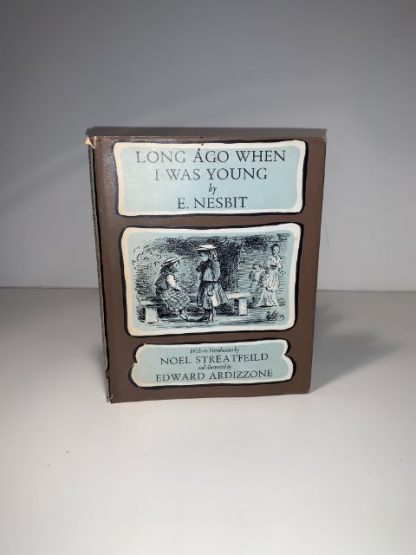 LONG AGO WHEN
I WAS YOUNG
by
E. NESBIT
With an Introduction by
NOEL STREATFEILD
and illustrated by
EDWARD ARDIZZONE